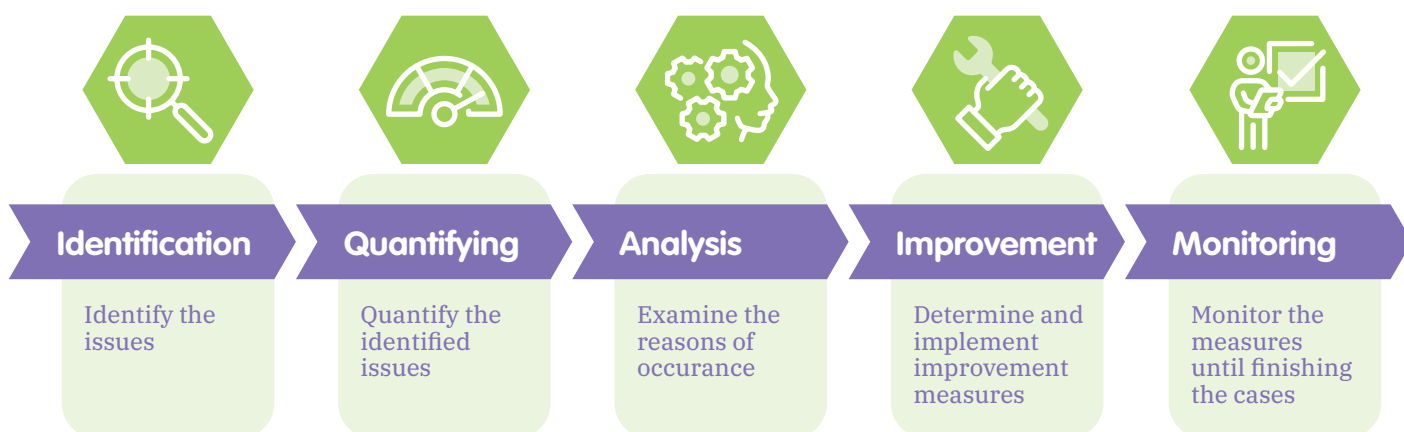 Identification
Identify the
issues
Quantifying
Quantify the
identified
issues
Analysis
Examine the
reasons of
occurance
Improvement
Determine and
implement
improvement
measures
Monitoring
Monitor the
measures
until finishing
the cases